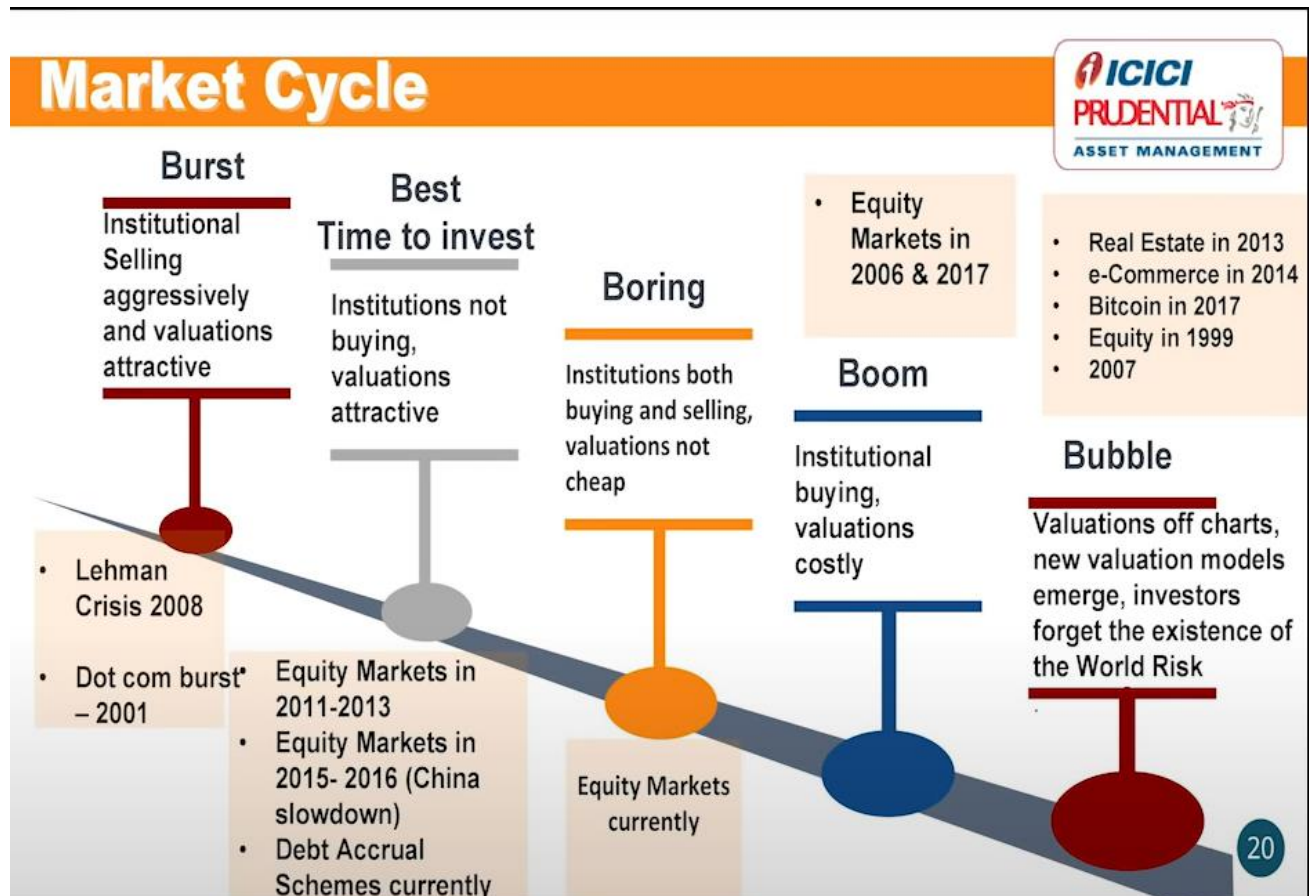 Market Cycle
ICICI
PRUDENTIAL
ASSET MANAGEMENT
Burst
Institutional
Selling
aggressively
and valuations
attractive
• Lehman
Crisis 2008
• Dot com burst
– 2001
Best
Time to invest
Institutions not
buying,
valuations
attractive
• Equity Markets in
2011-2013
• Equity Markets in
2015- 2016 (China
slowdown)
• Debt Accrual
Schemes currently
Boring
Institutions both
buying and selling,
valuations not
cheap
Equity Markets
currently
• Equity
Markets in
2006 & 2017
Boom
Institutional
buying,
valuations
costly
• Real Estate in 2013
• e-Commerce in 2014
• Bitcoin in 2017
• Equity in 1999
• 2007
Bubble
Valuations off charts,
new valuation models
emerge, investors
forget the existence of
the World Risk
.
20